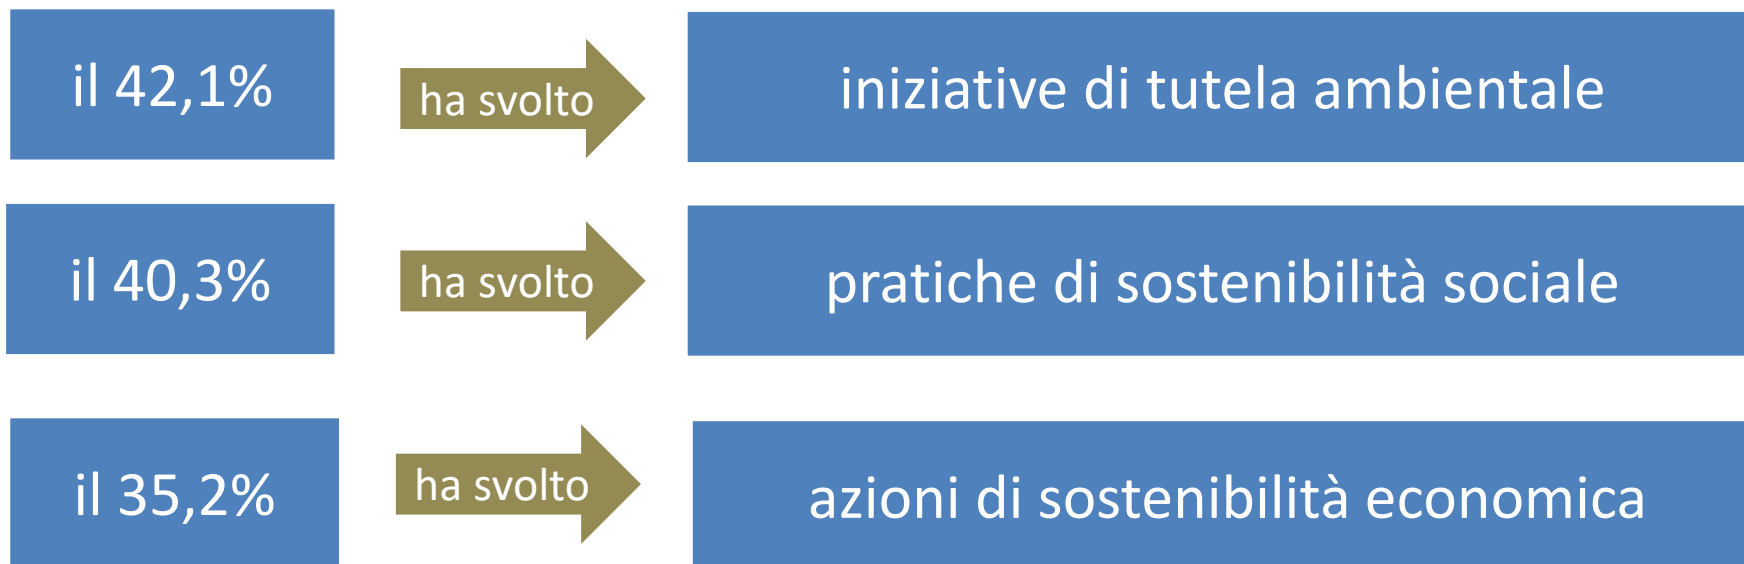 il 42,1% ha svolto iniziative di tutela ambientale
il 40,3% ha svolto pratiche di sostenibilità sociale
il 35,2% ha svolto azioni di sostenibilità economica